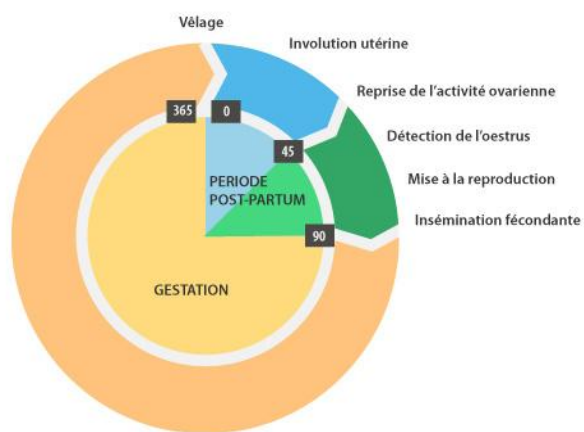 Vêlage
Involution utérine
Reprise de l'activité ovarienne
Détection de l'oestrus
Mise à la reproduction
Insémination fécondante
365
0
45
90
PERIODE
POST-PARTUM
GESTATION